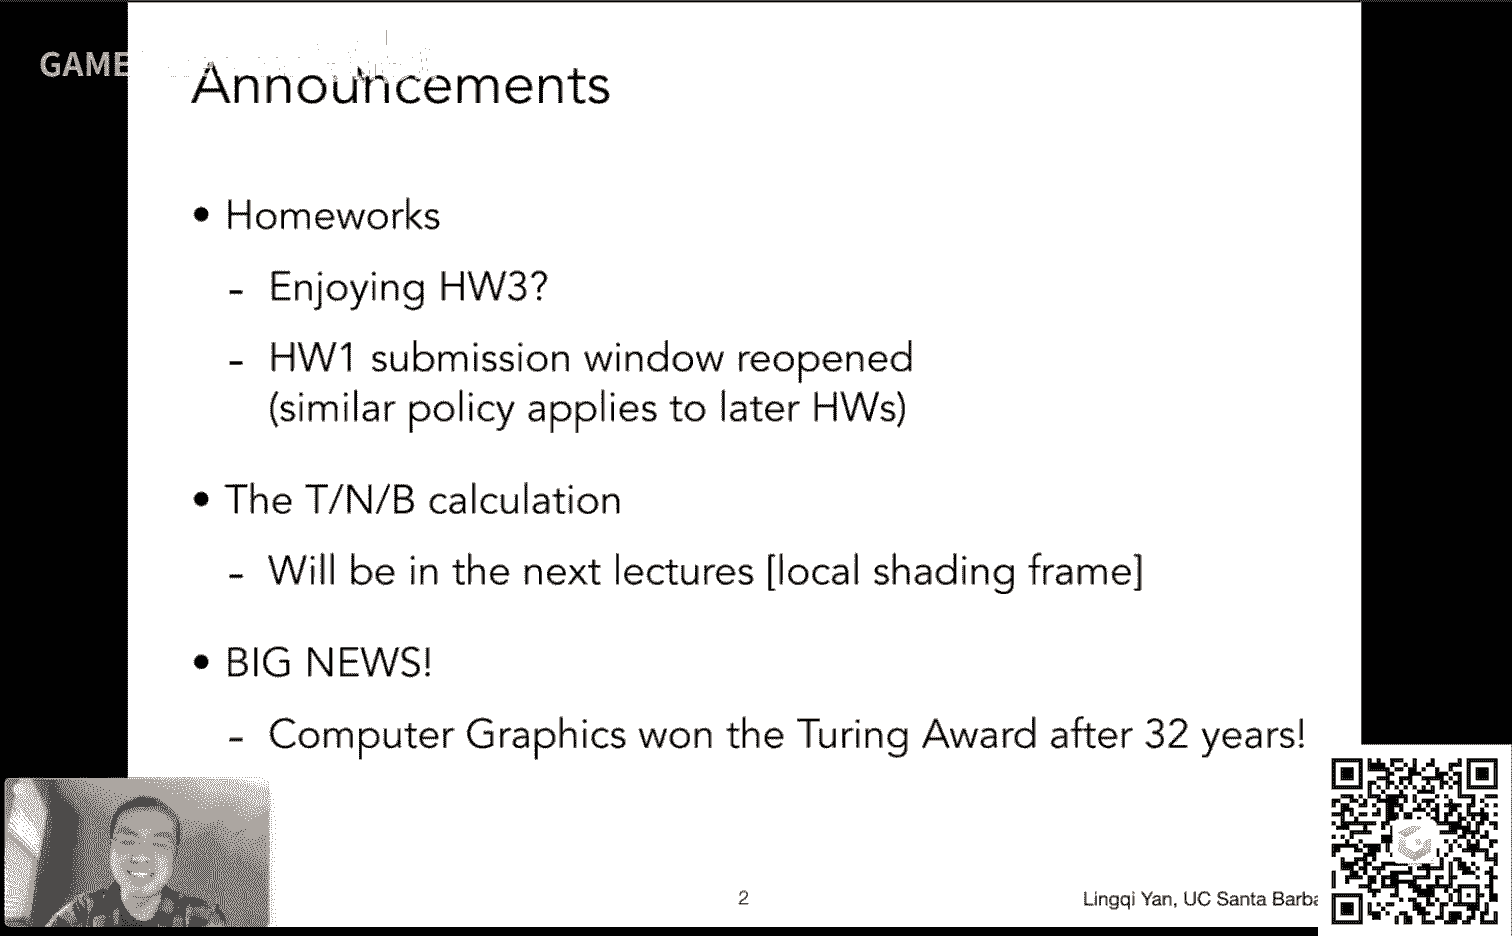 GAME
Announcements
• Homeworks
- Enjoying HW3?
- HW1 submission window reopened
(similar policy applies to later HWs)
• The T/N/B calculation
- Will be in the next lectures [local shading frame]
• BIG NEWS!
- Computer Graphics won the Turing Award after 32 years!
2
Lingqi Yan, UC Santa Barba